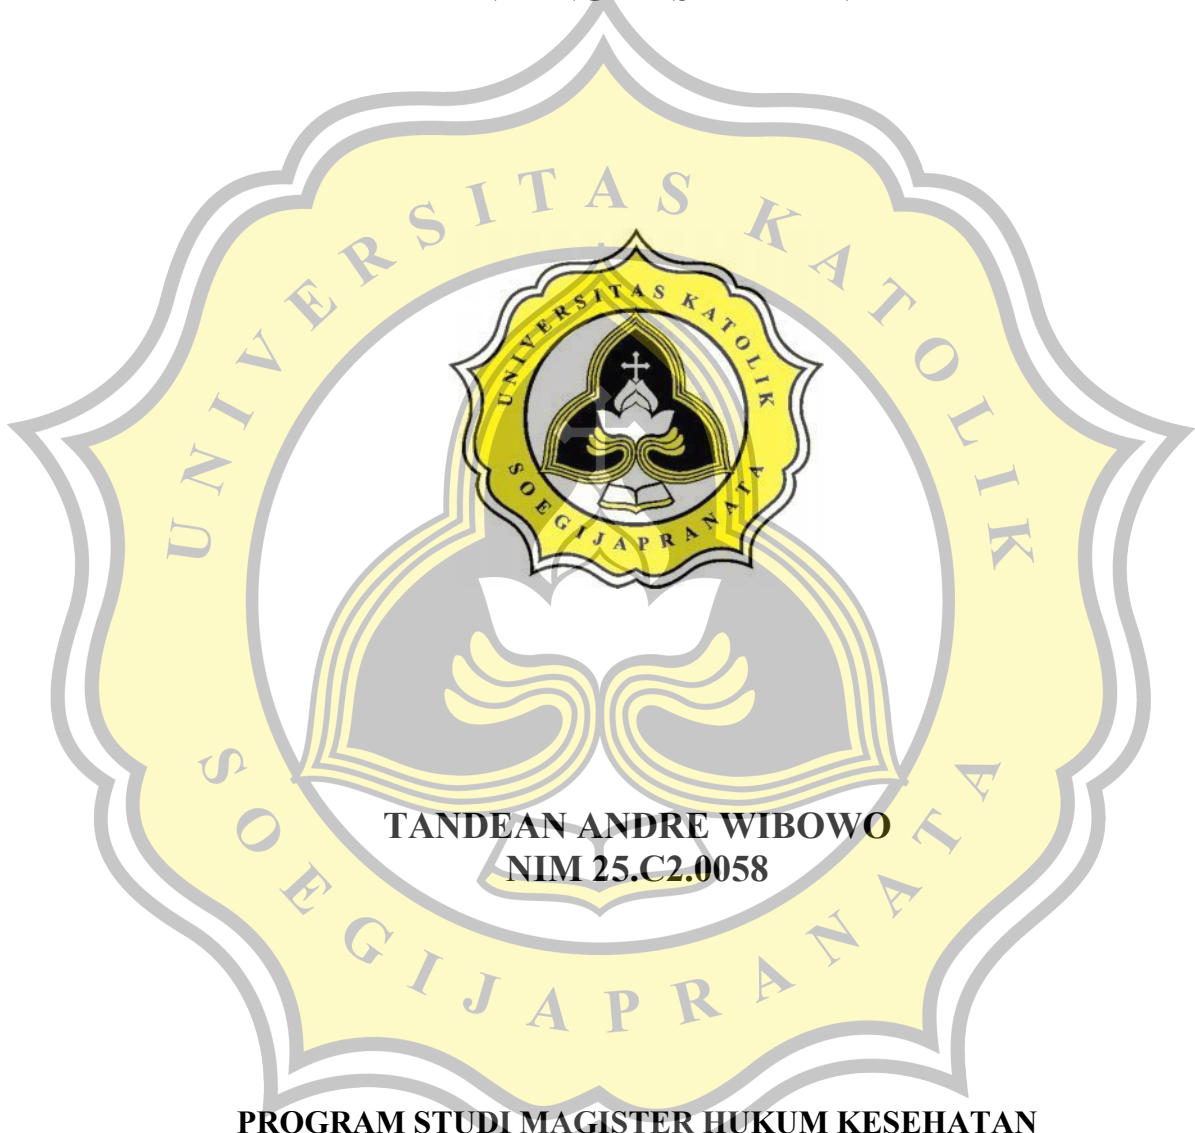 UNIVERSITAS KATOLIK
SOEGIJAPRANATA
UNIVERSITAS KATOLIK
SOEGIJAPRANATA
TANDEAN ANDRE WIBOWO
NIM 25.C2.0058
PROGRAM STUDI MAGISTER HUKUM KESEHATAN